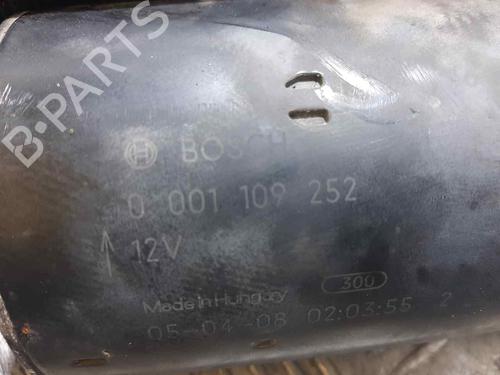 B-PARTS
BOSCH
0 001 109 252
12V
300
Made in Hungary
05-04-08 02:03:55 2